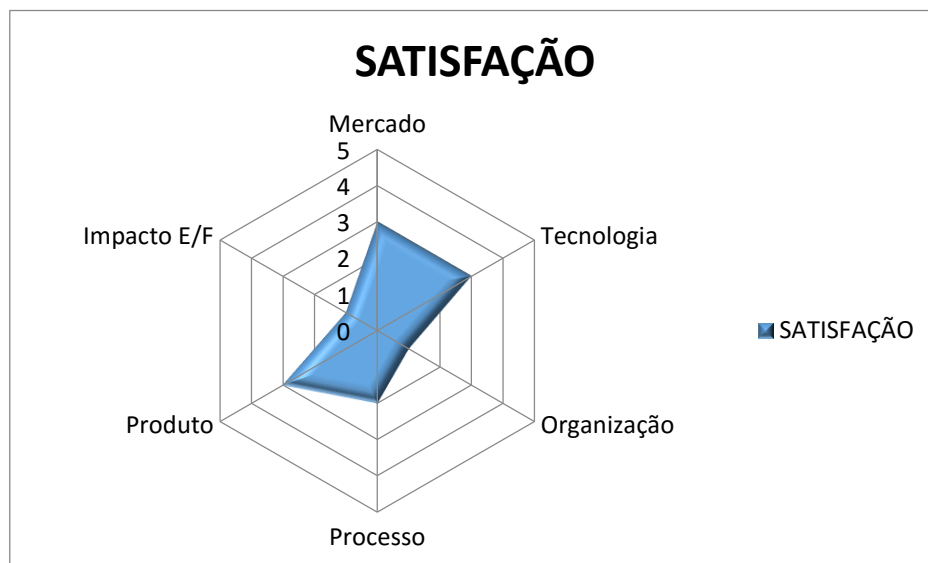 SATISFAÇÃO
Mercado
5
4
3
2
1
0
Impacto E/F
Tecnologia
SATISFAÇÃO
Produto
Organização
Processo